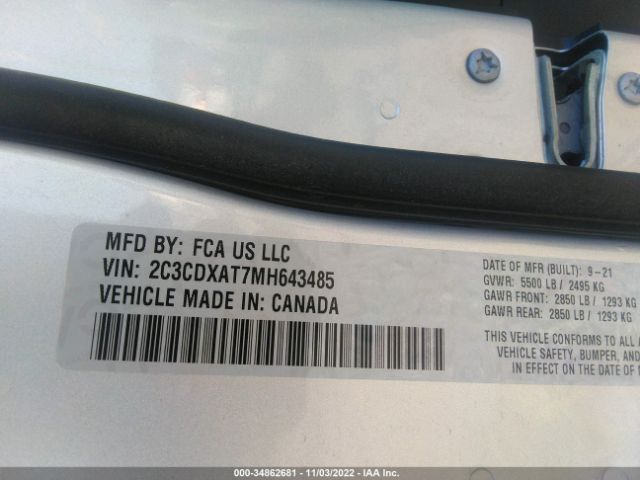 MFD BY: FCA US LLC
VIN: 2C3CDXAT7MH643485
VEHICLE MADE IN: CANADA
DATE OF MFR (BUILT): 9-21
GVWR: 5500 LB / 2495 KG
GAWR FRONT: 2850 LB / 1293 KG
GAWR REAR: 2850 LB / 1293 KG
THIS VEHICLE CONFORMS TO ALL
VEHICLE SAFETY, BUMPER, AND
IN EFFECT ON THE DATE OF
000-34862681 - 11/03/2022 - IAA Inc.